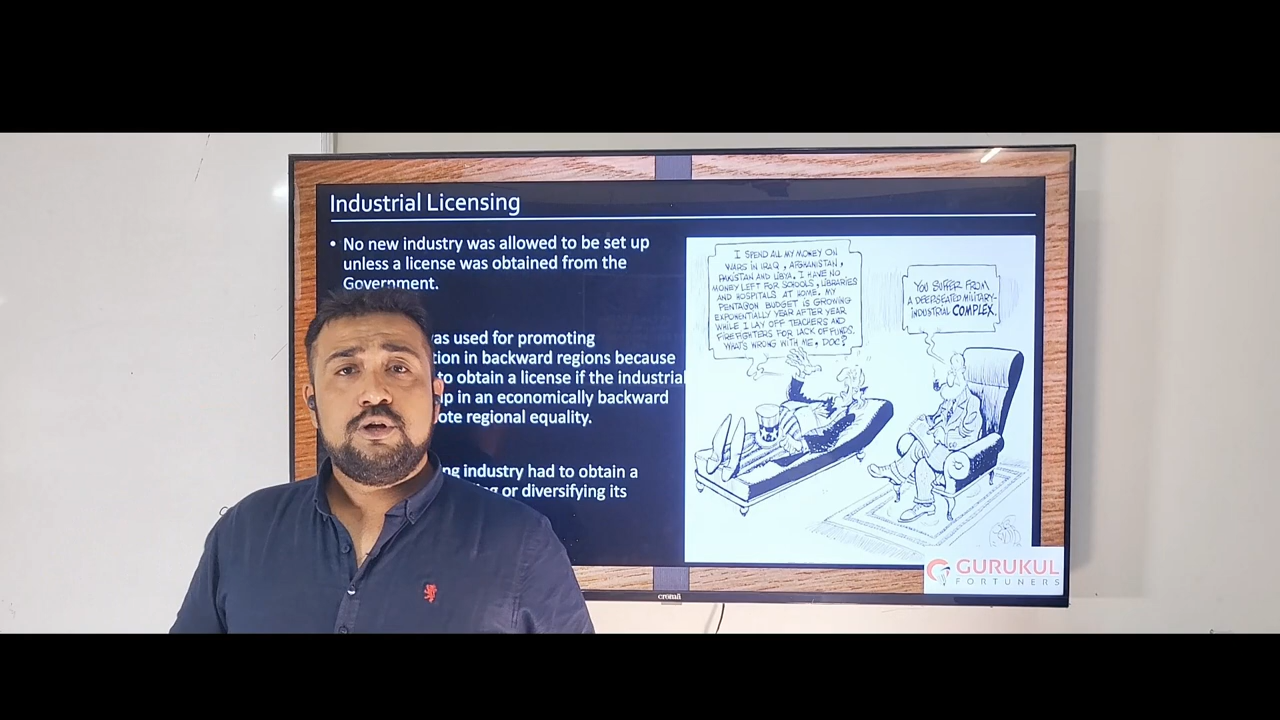 Industrial Licensing
• No new industry was allowed to be set up
unless a license was obtained from the
Government.
was used for promoting
in backward regions because
to obtain a license if the industrial
in an economically backward
regional equality.
industry had to obtain a
or diversifying its
I SPEND ALL MY MONEY ON
WARS IN IRAQ, AFGHANISTAN,
PAKISTAN AND LIBYA. I HAVE NO
MONEY LEFT FOR SCHOOLS, LIBRARIES
AND HOSPITALS AT HOME. MY
PENTAGON BUDGET IS GROWING
EXPONENTIALLY YEAR AFTER YEAR
WHILE I LAY OFF TEACHERS AND
FIREFIGHTERS FOR LACK OF FUNDS.
WHAT'S WRONG WITH ME, DOC?
YOU SUFFER FROM
A DEEPSEATED MILITARY-
INDUSTRIAL COMPLEX.
GURUKUL
FORTUNERS
cromā